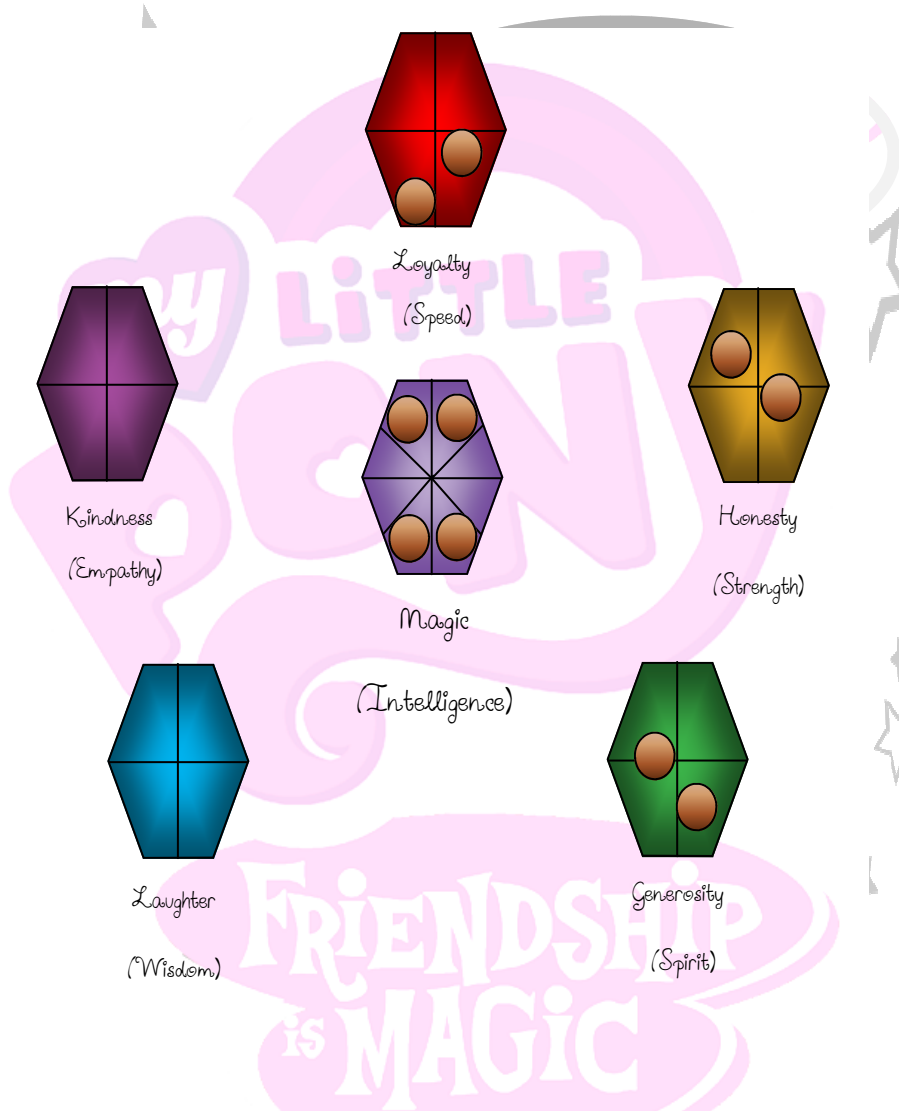 my
LiTTLE
PONY
Loyalty
(Speed)
Kindness
(Empathy)
Honesty
(Strength)
Magic
(Intelligence)
Laughter
(Wisdom)
Generosity
(Spirit)
FRiENDSHiP
is MAGiC